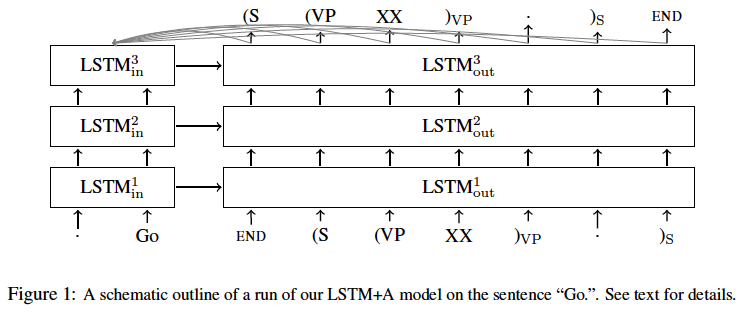 (S (VP XX )VP . )S END
LSTM³in LSTM³out
LSTM²in LSTM²out
LSTM¹in LSTM¹out
. Go END (S (VP XX )VP . )S
Figure 1: A schematic outline of a run of our LSTM+A model on the sentence “Go.”. See text for details.